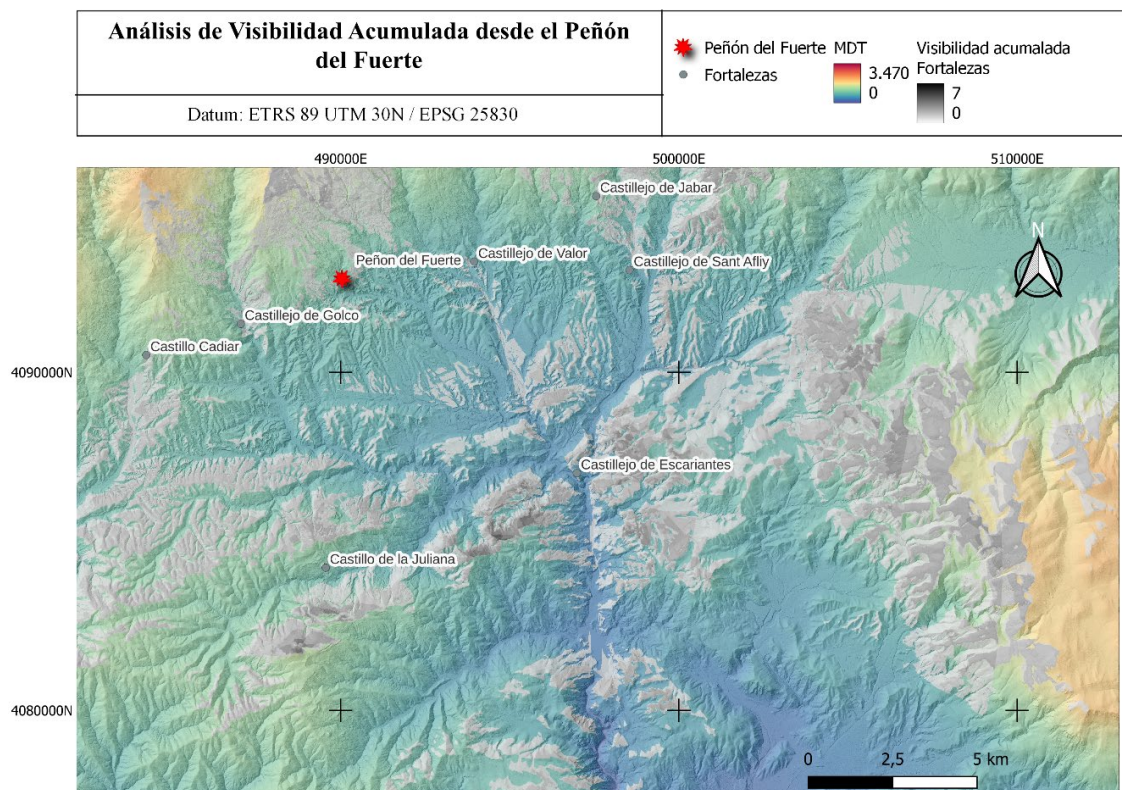 Análisis de Visibilidad Acumulada desde el Peñón
del Fuerte
Datum: ETRS 89 UTM 30N / EPSG 25830
Peñón del Fuerte
Fortalezas
MDT
3.470
0
Visibilidad acumalada
Fortalezas
7
0
490000E
500000E
510000E
Castillejo de Jabar
N
Peñon del Fuerte
Castillejo de Valor
Castillejo de Sant Afliy
Castillejo de Golco
Castillo Cadiar
4090000N
Castillejo de Escariantes
Castillo de la Juliana
4080000N
0
2,5
5 km